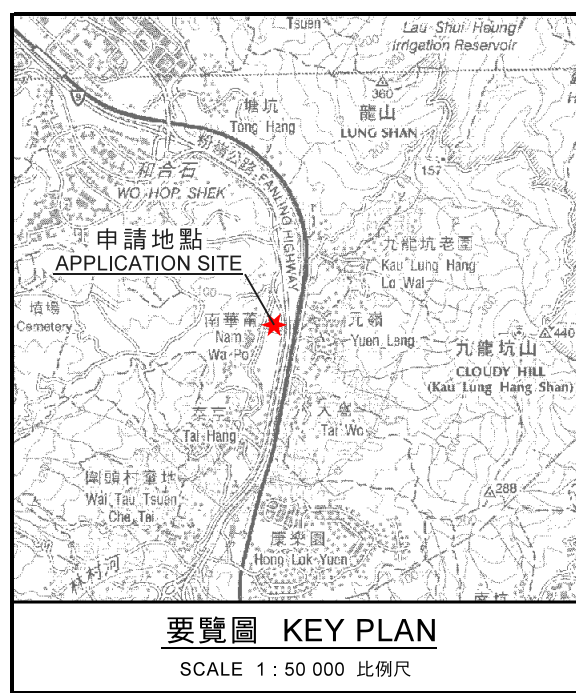 Tsuen
Lau Shui Heung
Irrigation Reservoir
9
360
塘坑
Tong Hang
龍山
LUNG SHAN
粉嶺公路 FANLING HIGHWAY
和合石
WO HOP SHEK
157
申請地點
APPLICATION SITE
九龍坑老圍
Kau Lung Hang
Lo Wai
墳場
Cemetery
南華莆
Nam
Wa Po
元嶺
Yuen Leng
440
九龍坑山
CLOUDY HILL
(Kau Lung Hang Shan)
泰亨
Tai Hang
大窩
Tai Wo
圍頭村
Wai Tau Tsuen
288
康樂園
Hong Lok Yuen
林村河
要覽圖 KEY PLAN
SCALE 1 : 50 000 比例尺